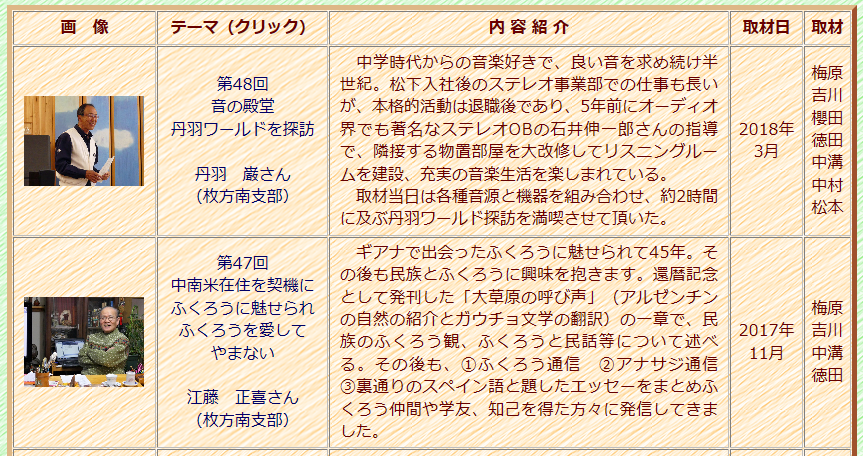 画　像
テーマ（クリック）
内 容 紹 介
取材日
取材
第48回
音の殿堂
丹羽ワールドを探訪
丹羽　巌さん
（枚方南支部）
　中学時代からの音楽好きで、良い音を求め続け半
世紀。松下入社後のステレオ事業部での仕事も長い
が、本格的活動は退職後であり、5年前にオーディオ
界でも著名なステレオOBの石井伸一郎さんの指導
で、隣接する物置部屋を大改修してリスニングルー
ムを建設、充実の音楽生活を楽しまれている。
　取材当日は各種音源と機器を組み合わせ、約2時間
に及ぶ丹羽ワールド探訪を満喫させて頂いた。
2018年
3月
梅原
吉川
櫻田
徳田
中溝
中村
松本
第47回
中南米在住を契機に
ふくろうに魅せられ
ふくろうを愛して
やまない
江藤　正喜さん
（枚方南支部）
　ギアナで出会ったふくろうに魅せられて45年。そ
の後も民族とふくろうに興味を抱きます。還暦記念
として発刊した「大草原の呼び声」（アルゼンチン
の自然の紹介とガウチョ文学の翻訳）の一章で、民
族のふくろう観、ふくろうと民話等について述べ
る。その後も、①ふくろう通信　②アナサジ通信
③裏通りのスペイン語と題したエッセーをまとめふ
くろう仲間や学友、知己を得た方々に発信してきま
した。
2017年
11月
梅原
吉川
中溝
徳田